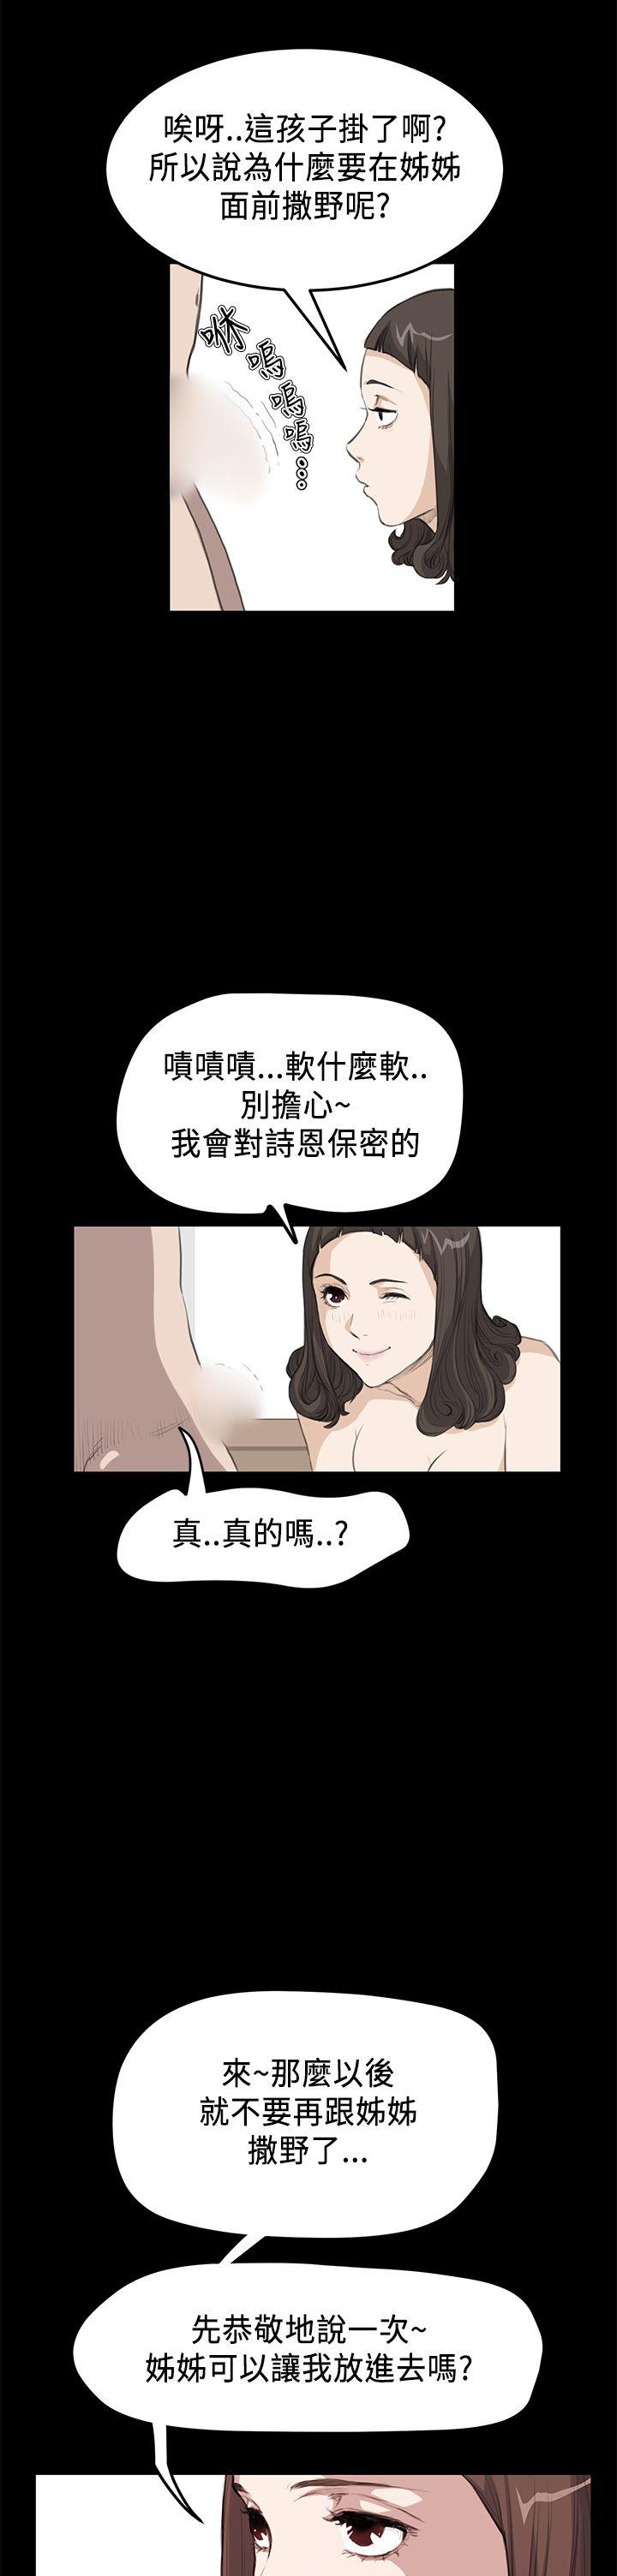 唉呀..這孩子掛了啊?
所以說為什麼要在姊姊
面前撒野呢?
咻
嗚
嗚
嗚
⋮
嘖嘖嘖...軟什麼軟..
別擔心~
我會對詩恩保密的
真..真的嗎..?
來~那麼以後
就不要再跟姊姊
撒野了...
先恭敬地說一次~
姊姊可以讓我放進去嗎?